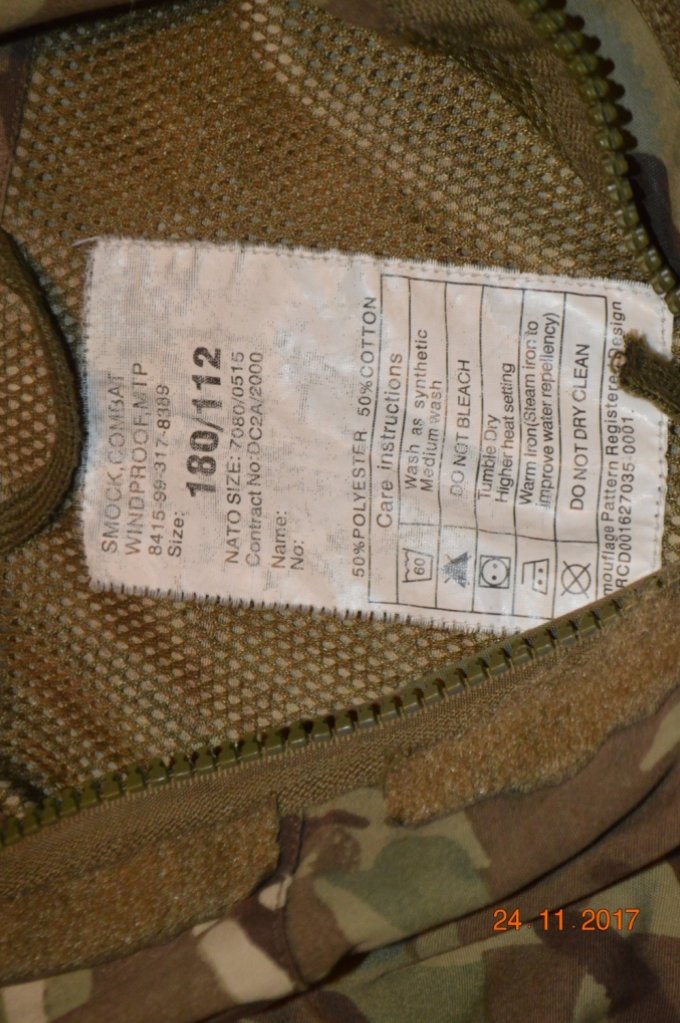 SMOCK, COMBAT
WINDPROOF, MTP
8415-99-317-8389
Size:
180/112
NATO SIZE: 7080/0515
Contract No: DC2A/2000
Name:
No:
50%POLYESTER 50%COTTON
Care instructions
60 Wash as synthetic
Medium wash
DO NOT BLEACH
Tumble Dry
Higher heat setting
Warm Iron(Steam iron to
improve water repellency)
DO NOT DRY CLEAN
mouflage Pattern Registered Design
RCD001627035-0001
24.11.2017